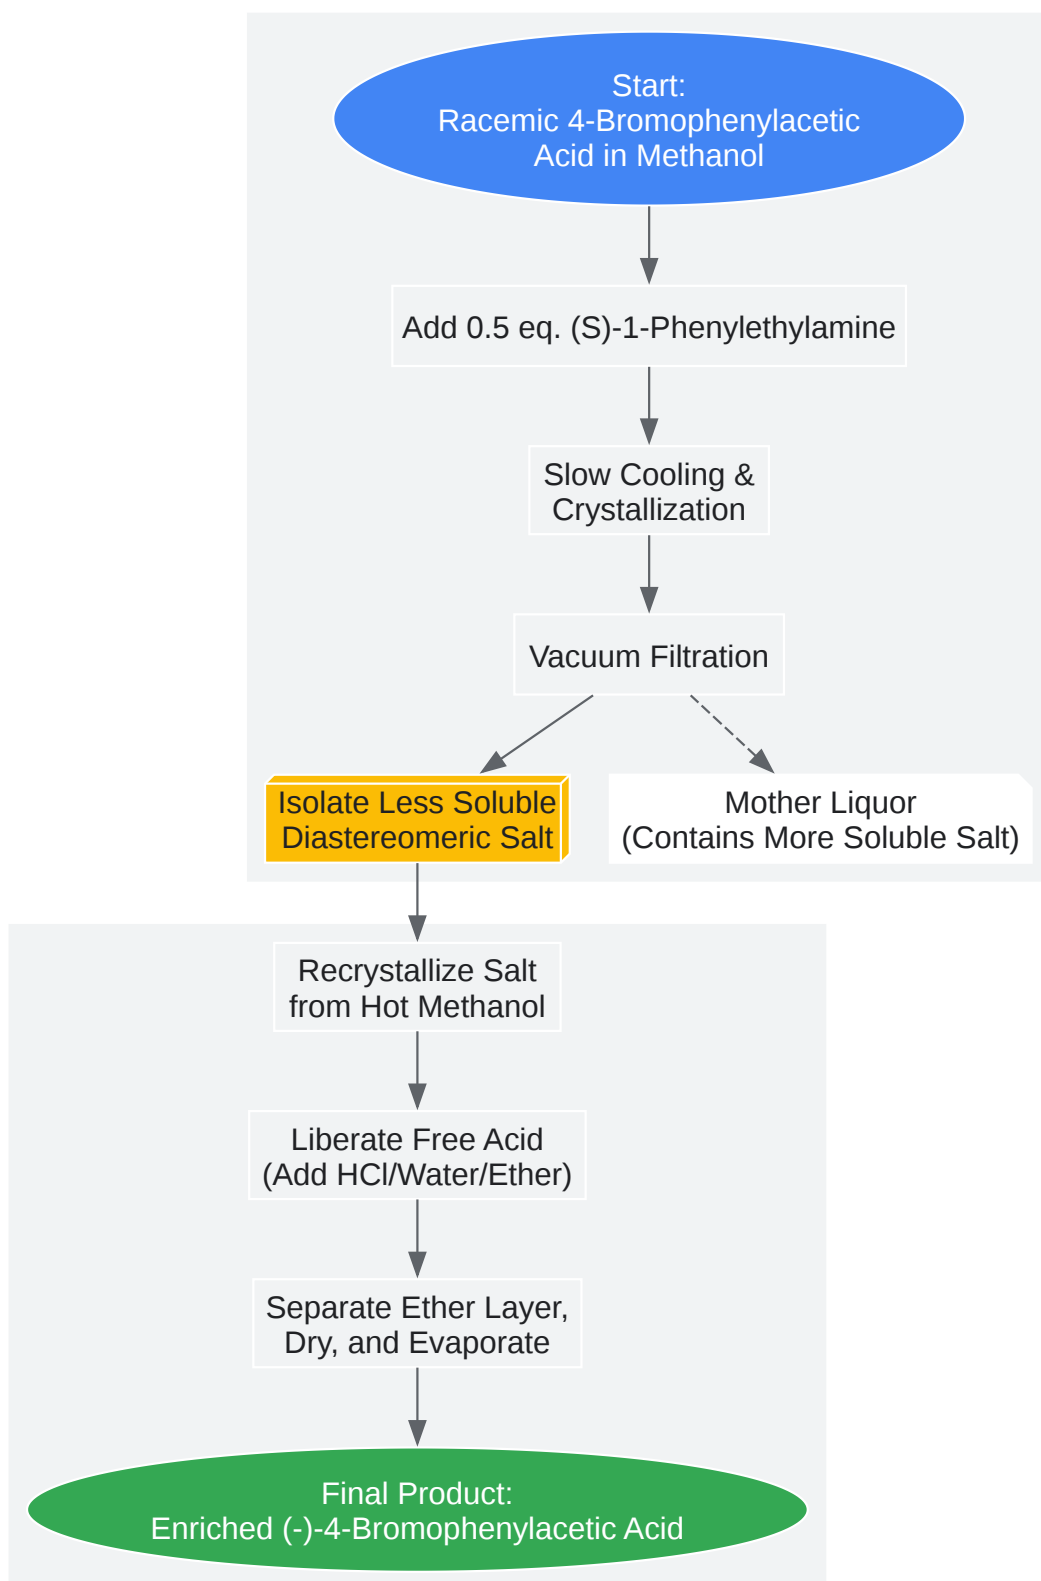 Start:
Racemic 4-Bromophenylacetic
Acid in Methanol
Add 0.5 eq. (S)-1-Phenylethylamine
Slow Cooling &
Crystallization
Vacuum Filtration
Isolate Less Soluble
Diastereomeric Salt
Mother Liquor
(Contains More Soluble Salt)
Recrystallize Salt
from Hot Methanol
Liberate Free Acid
(Add HCl/Water/Ether)
Separate Ether Layer,
Dry, and Evaporate
Final Product:
Enriched (-)-4-Bromophenylacetic Acid